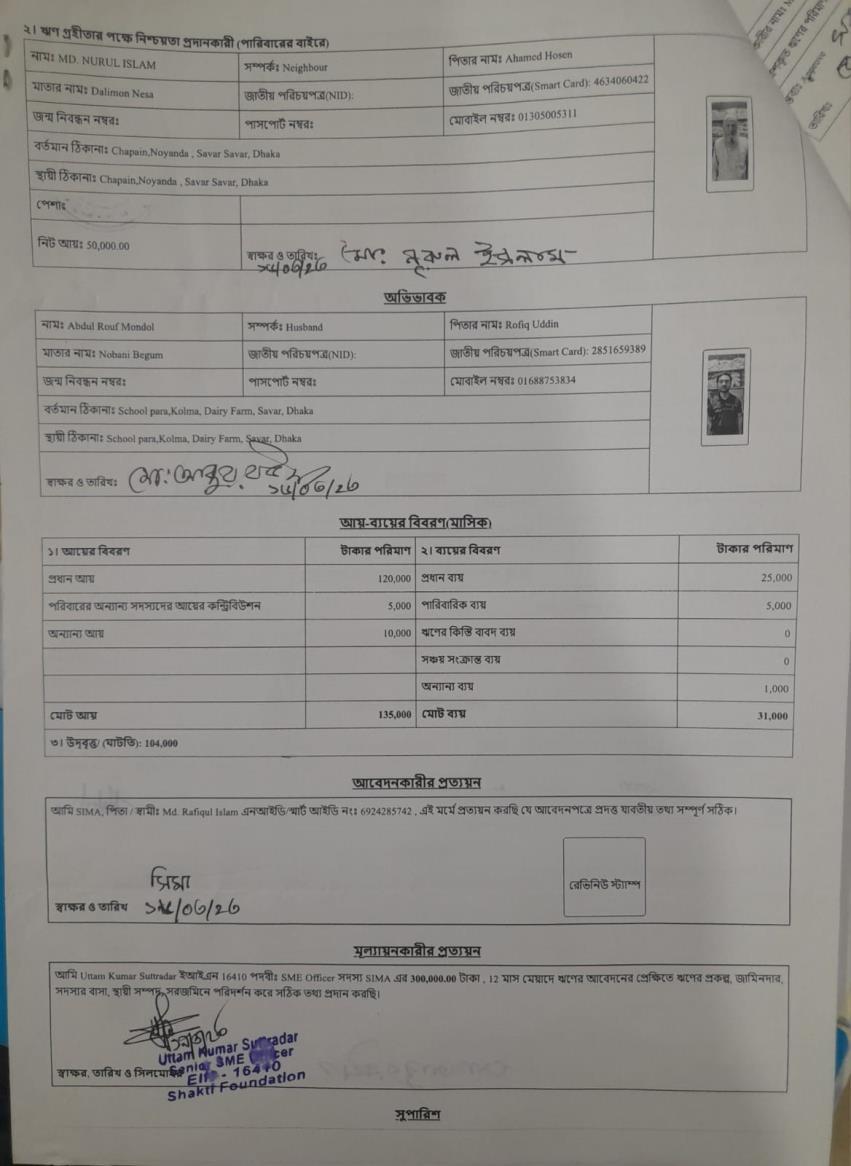 ২। ঋণ গ্রহীতার পক্ষে নিশ্চয়তা প্রদানকারী (পরিবারের বাইরে)
নামঃ MD. NURUL ISLAM
সম্পর্কঃ Neighbour
পিতার নামঃ Ahamed Hosen
মাতার নামঃ Dalimon Nesa
জাতীয় পরিচয়পত্র(NID):
জাতীয় পরিচয়পত্র(Smart Card): 4634060422
জন্ম নিবন্ধন নম্বরঃ
পাসপোর্ট নম্বরঃ
মোবাইল নম্বরঃ 01305005311
বর্তমান ঠিকানাঃ Chapain,Noyanda , Savar Savar, Dhaka
স্থায়ী ঠিকানাঃ Chapain,Noyanda , Savar Savar, Dhaka
পেশাঃ
নিট আয়ঃ 50,000.00
স্বাক্ষর ও তারিখঃ মোঃ নুরুল ইসলাম
অভিভাবক
নামঃ Abdul Rouf Mondol
সম্পর্কঃ Husband
পিতার নামঃ Rofiq Uddin
মাতার নামঃ Nobani Begum
জাতীয় পরিচয়পত্র(NID):
জাতীয় পরিচয়পত্র(Smart Card): 2851659389
জন্ম নিবন্ধন নম্বরঃ
পাসপোর্ট নম্বরঃ
মোবাইল নম্বরঃ 01688753834
বর্তমান ঠিকানাঃ School para,Kolma, Dairy Farm, Savar, Dhaka
স্থায়ী ঠিকানাঃ School para,Kolma, Dairy Farm, Savar, Dhaka
স্বাক্ষর ও তারিখঃ মোঃ
আয়-ব্যয়ের বিবরণ(মাসিক)
১। আয়ের বিবরণ টাকার পরিমাণ ২। ব্যয়ের বিবরণ টাকার পরিমাণ
প্রধান আয় 120,000 প্রধান ব্যয় 25,000
পরিবারের অন্যান্য সদস্যদের আয়ের কন্ট্রিবিউশন 5,000 পারিবারিক ব্যয় 5,000
অন্যান্য আয় 10,000 ঋণের কিস্তি বাবদ ব্যয় 0
সঞ্চয় সংক্রান্ত ব্যয় 0
অন্যান্য ব্যয় 1,000
মোট আয় 135,000 মোট ব্যয় 31,000
৩। উদ্বৃত্ত/ (ঘাটতি): 104,000
আবেদনকারীর প্রত্যয়ন
আমি SIMA, পিতা / স্বামীঃ Md. Rafiqul Islam এনআইডি/স্মার্ট আইডি নংঃ 6924285742 , এই মর্মে প্রত্যয়ন করছি যে আবেদনপত্রে প্রদত্ত যাবতীয় তথ্য সম্পূর্ণ সঠিক।
সিমা
রেভিনিউ স্ট্যাম্প
স্বাক্ষর ও তারিখ
মূল্যায়নকারীর প্রত্যয়ন
আমি Uttam Kumar Suttradar ইআইএন 16410 পদবীঃ SME Officer সদস্য SIMA এর 300,000.00 টাকা , 12 মাস মেয়াদে ঋণের আবেদনের প্রেক্ষিতে ঋণের প্রকল্প, জামিনদার,
সদস্যর বাসা, স্থায়ী সম্পদ, সরজমিনে পরিদর্শন করে সঠিক তথ্য প্রদান করছি।
Uttam Kumar Suttradar
Senior SME Officer
EIN - 16410
Shakti Foundation
স্বাক্ষর, তারিখ ও সিলমোহর
সুপারিশ